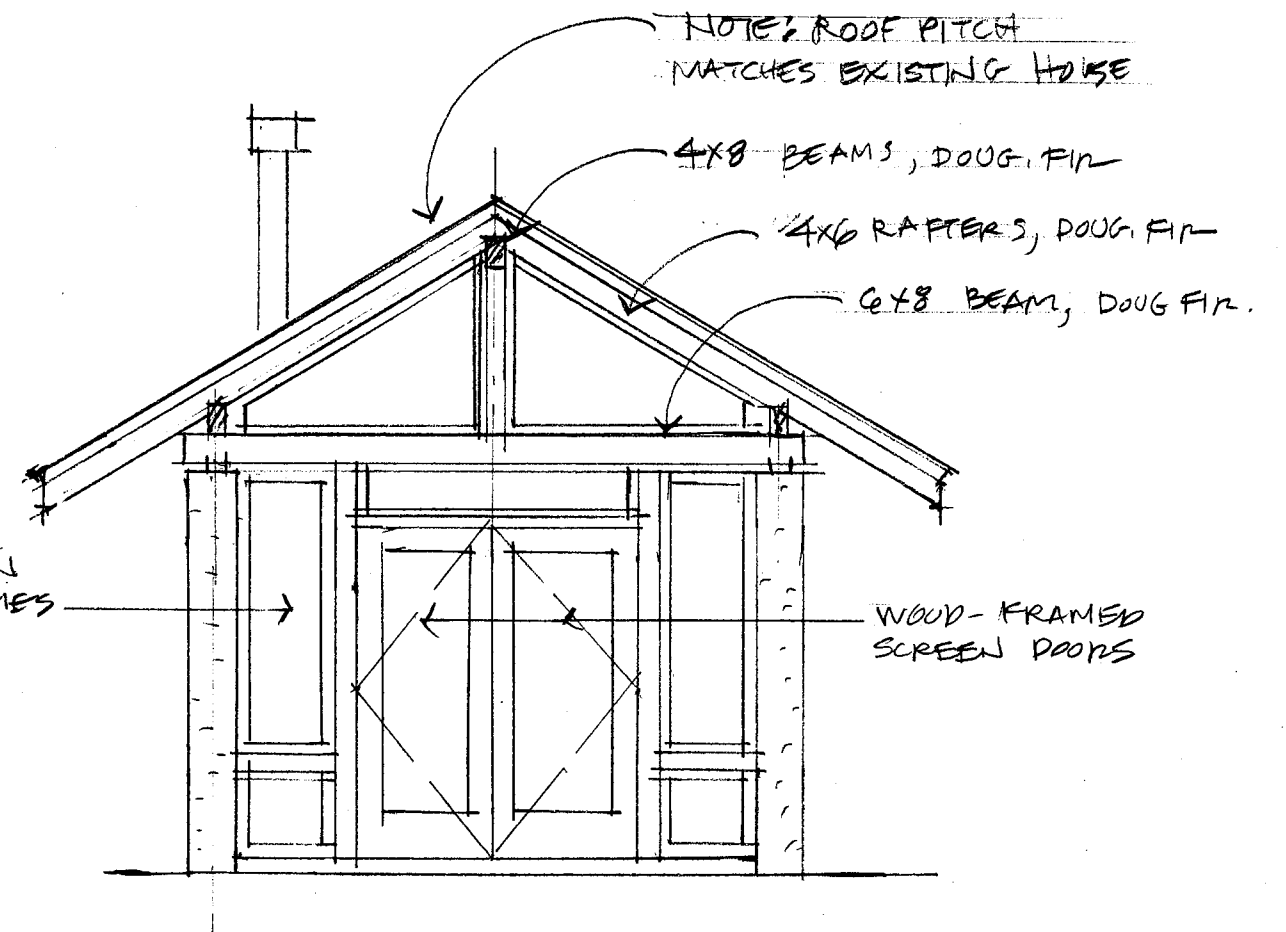 NOTE: ROOF PITCH
MATCHES EXISTING HOUSE
4X8 BEAMS, DOUG. FIR
4X6 RAFTERS, DOUG. FIR
6X8 BEAM, DOUG FIR.
WOOD-FRAMED
SCREEN DOORS